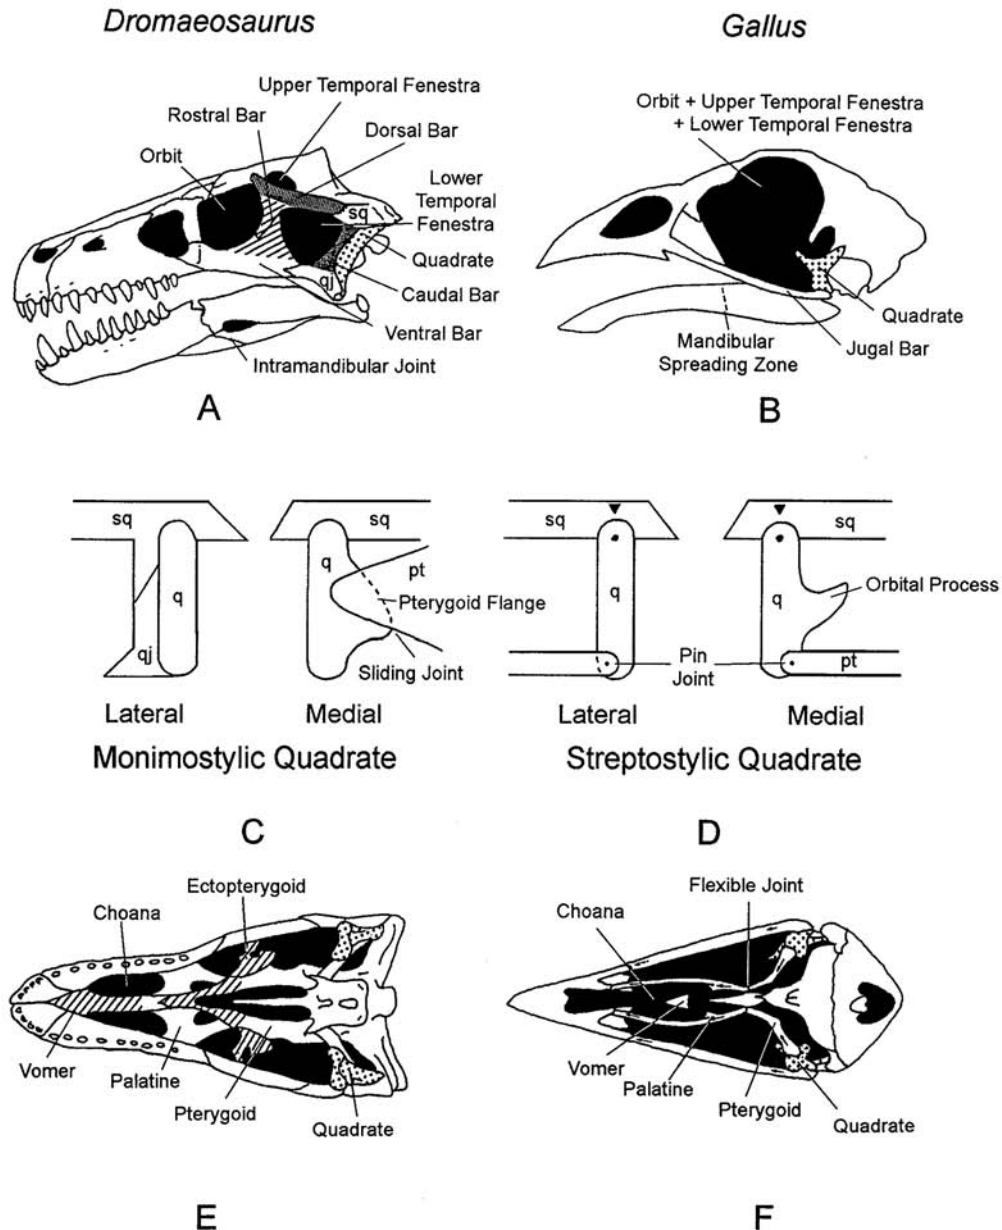 Dromaeosaurus
Gallus
Upper Temporal Fenestra
Rostral Bar
Dorsal Bar
Orbit
Lower
Temporal
Fenestra
sq
j
Quadrate
qj
Caudal Bar
Ventral Bar
Intramandibular Joint
A
Orbit + Upper Temporal Fenestra
+ Lower Temporal Fenestra
Quadrate
Mandibular
Spreading Zone
Jugal Bar
B
sq
q
qj
Lateral
sq
q
pt
Pterygoid Flange
Sliding Joint
Medial
Monimostylic Quadrate
C
sq
q
Pin
Joint
Lateral
sq
q
Orbital Process
pt
Medial
Streptostylic Quadrate
D
Ectopterygoid
Choana
Vomer
Palatine
Pterygoid
Quadrate
E
Flexible Joint
Choana
Vomer
Palatine
Pterygoid
Quadrate
F